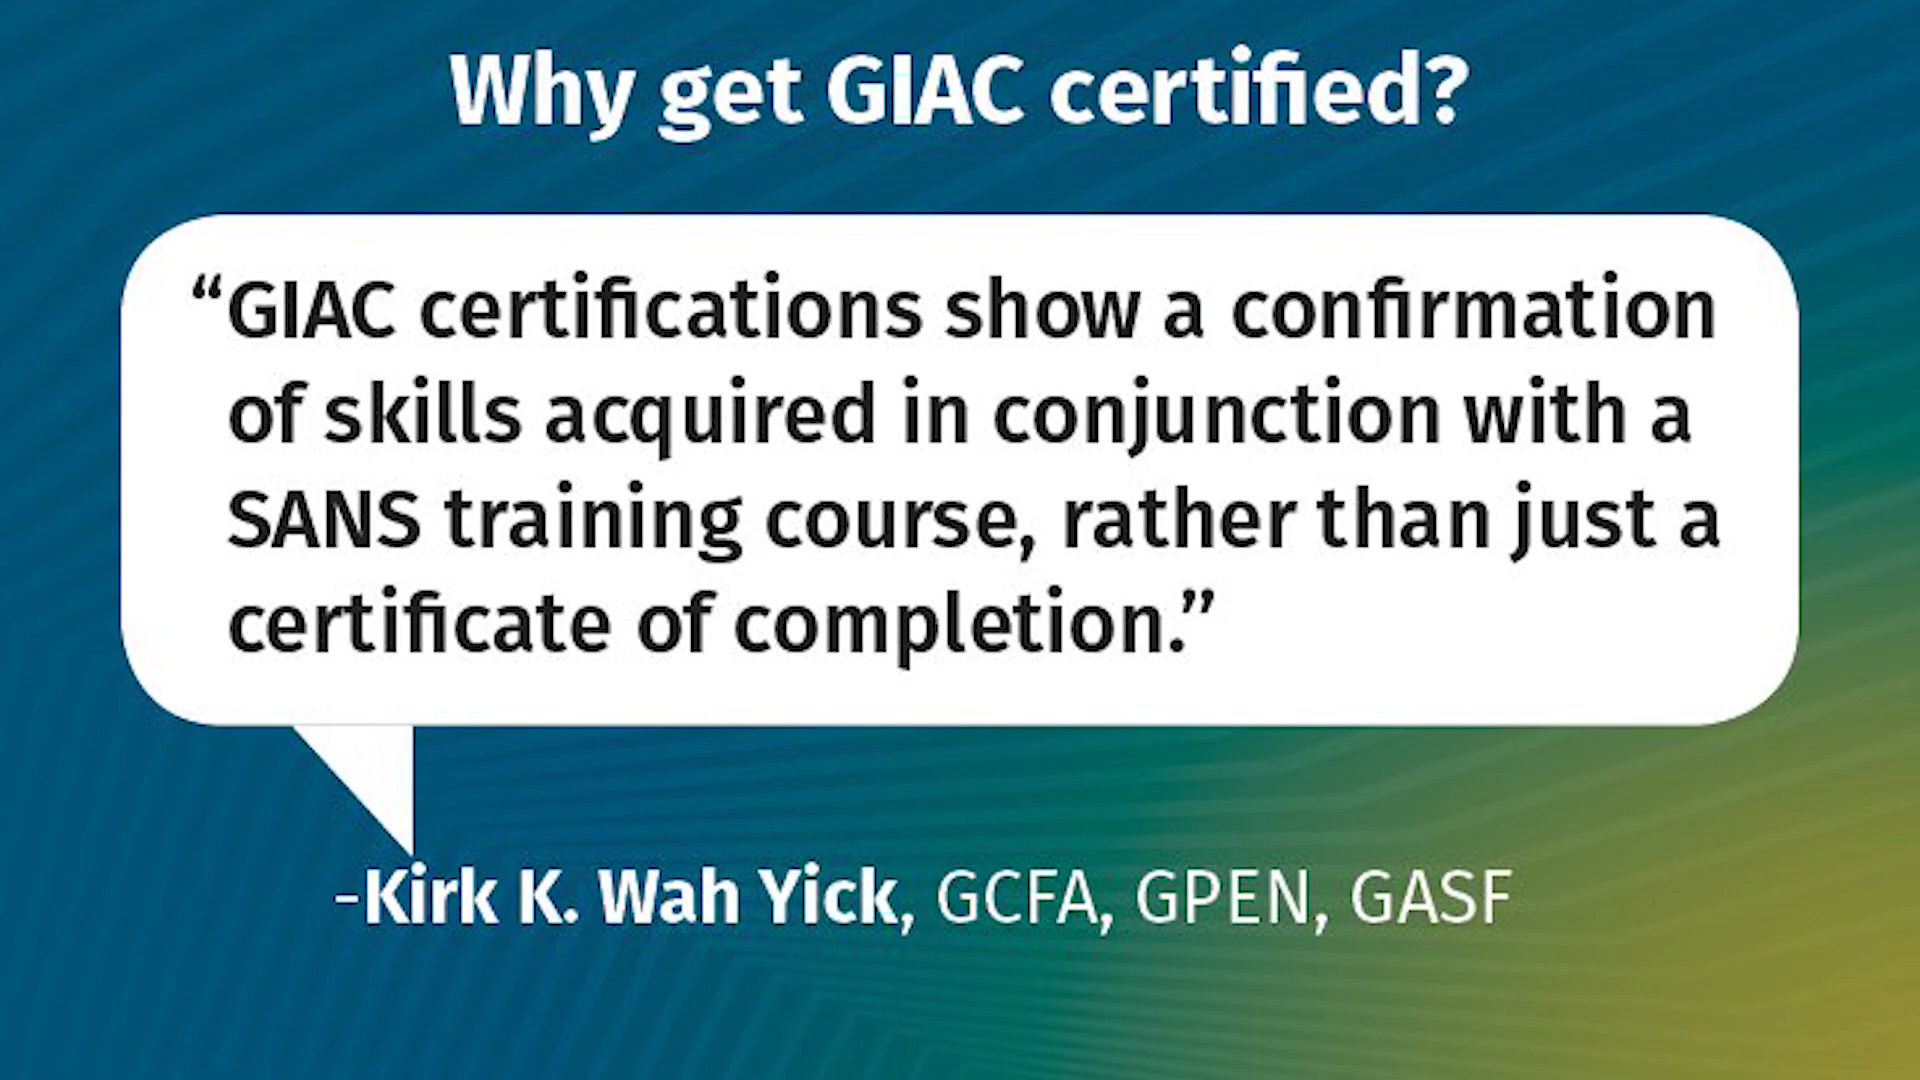 Why get GIAC certified?
“GIAC certifications show a confirmation
of skills acquired in conjunction with a
SANS training course, rather than just a
certificate of completion.”
-Kirk K. Wah Yick, GCFA, GPEN, GASF